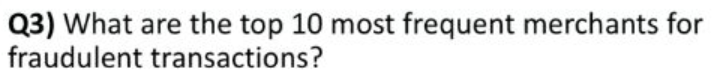 Q3) What are the top 10 most frequent merchants for
fraudulent transactions?